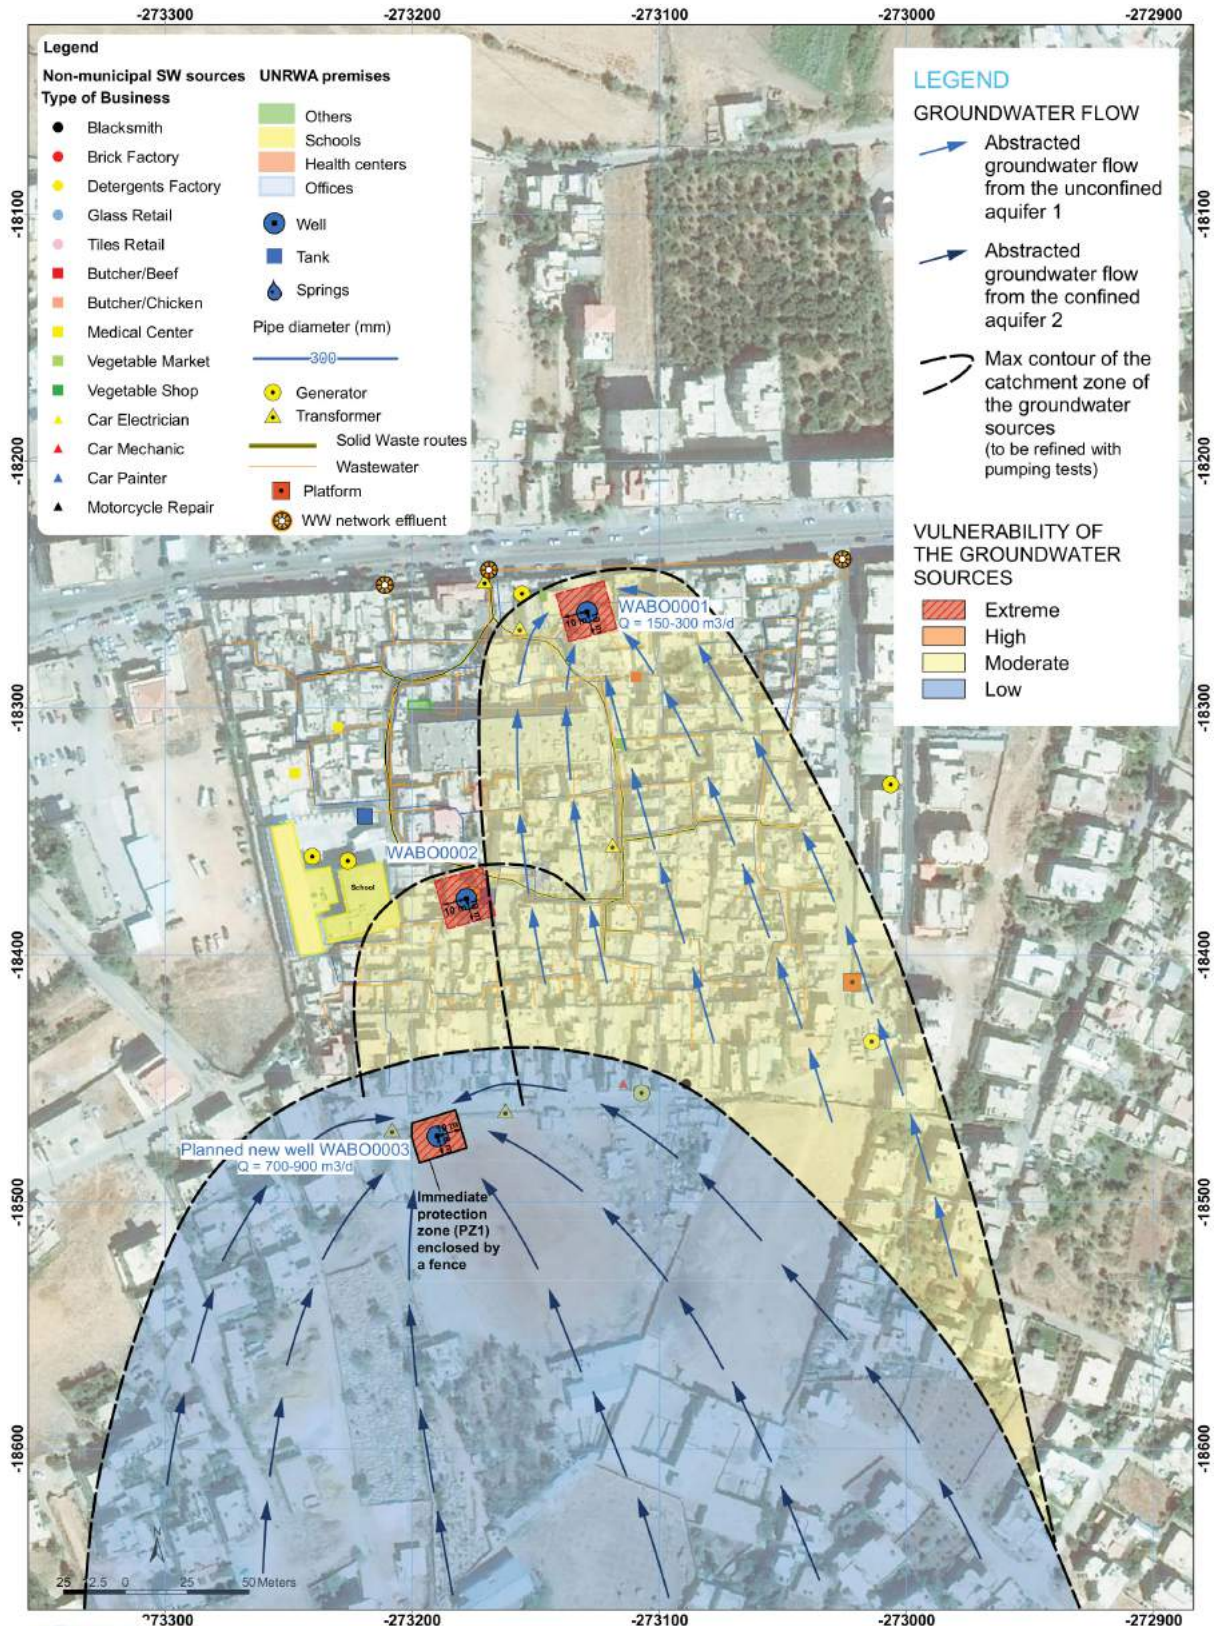 -273300
-273200
-273100
-273000
-272900
Legend
Non-municipal SW sources
Type of Business
Blacksmith
Brick Factory
Detergents Factory
Glass Retail
Tiles Retail
Butcher/Beef
Butcher/Chicken
Medical Center
Vegetable Market
Vegetable Shop
Car Electrician
Car Mechanic
Car Painter
Motorcycle Repair
UNRWA premises
Others
Schools
Health centers
Offices
Well
Tank
Springs
Pipe diameter (mm)
300
Generator
Transformer
Solid Waste routes
Wastewater
Platform
WW network effluent
LEGEND
GROUNDWATER FLOW
Abstracted
groundwater flow
from the unconfined
aquifer 1
Abstracted
groundwater flow
from the confined
aquifer 2
Max contour of the
catchment zone of
the groundwater
sources
(to be refined with
pumping tests)
VULNERABILITY OF
THE GROUNDWATER
SOURCES
Extreme
High
Moderate
Low
-18100
-18200
-18300
-18400
-18500
-18600
-18100
-18200
-18300
-18400
-18500
-18600
WABO0001
Q = 150-300 m3/d
WABO0002
School
Planned new well WABO0003
Q = 700-900 m3/d
Immediate
protection
zone (PZ1)
enclosed by
a fence
25 12.5 0 25 50 Meters
-273200
-273100
-273000
-272900